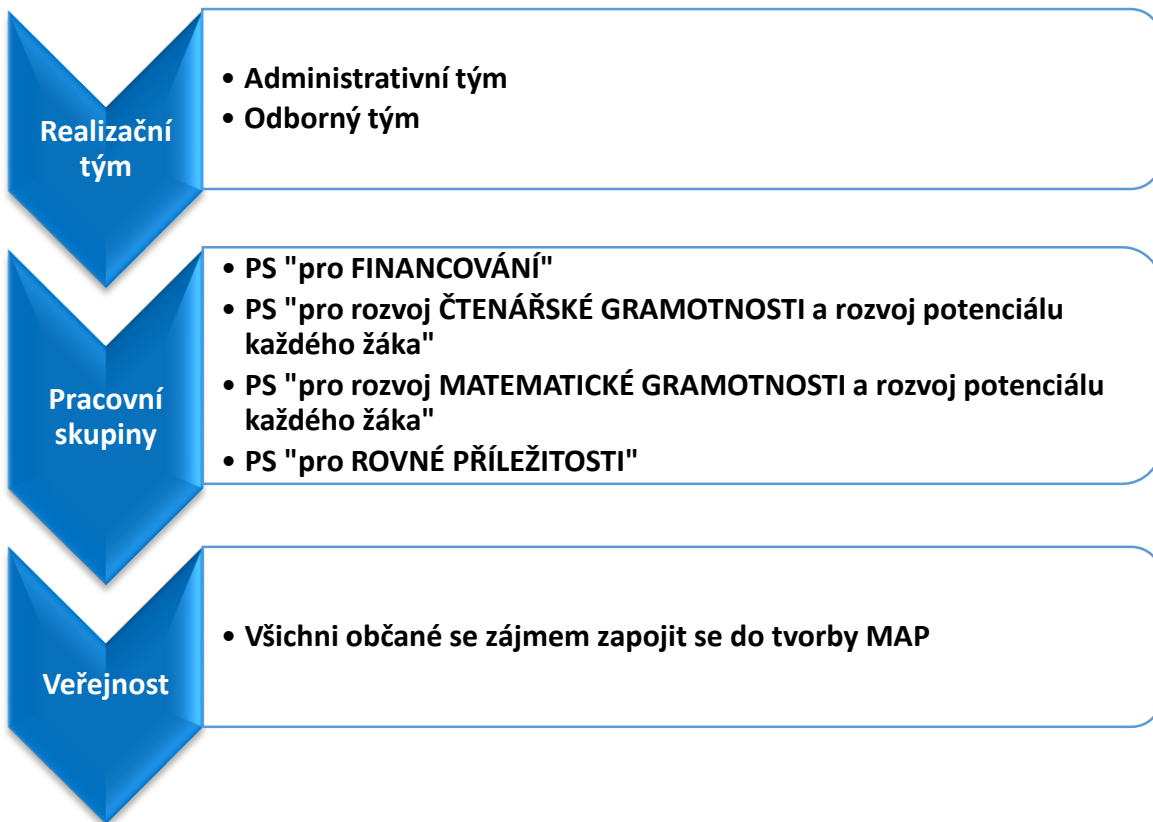 Realizační
tým
• Administrativní tým
• Odborný tým
Pracovní
skupiny
• PS "pro FINANCOVÁNÍ"
• PS "pro rozvoj ČTENÁŘSKÉ GRAMOTNOSTI a rozvoj potenciálu
každého žáka"
• PS "pro rozvoj MATEMATICKÉ GRAMOTNOSTI a rozvoj potenciálu
každého žáka"
• PS "pro ROVNÉ PŘÍLEŽITOSTI"
Veřejnost
• Všichni občané se zájmem zapojit se do tvorby MAP